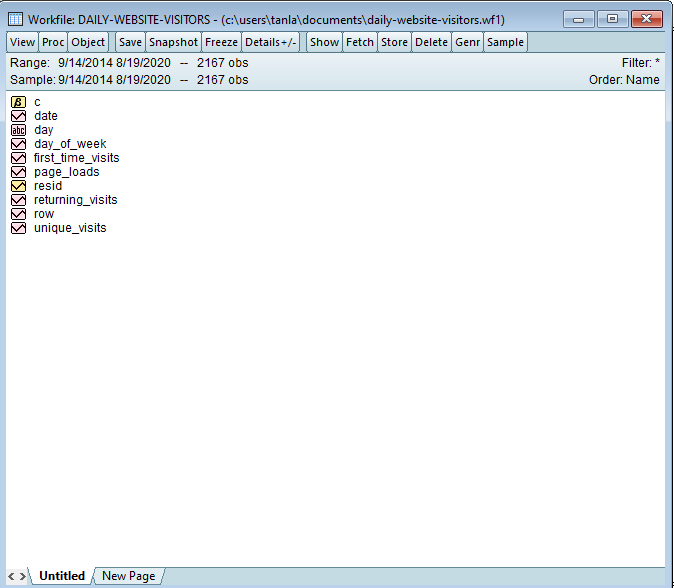 Workfile: DAILY-WEBSITE-VISITORS - (c:\users\tanla\documents\daily-website-visitors.wf1)
View Proc Object Save Snapshot Freeze Details+/- Show Fetch Store Delete Genr Sample
Range: 9/14/2014 8/19/2020 -- 2167 obs Filter: *
Sample: 9/14/2014 8/19/2020 -- 2167 obs Order: Name
β c
date
abc day
day_of_week
first_time_visits
page_loads
resid
returning_visits
row
unique_visits
< > Untitled New Page